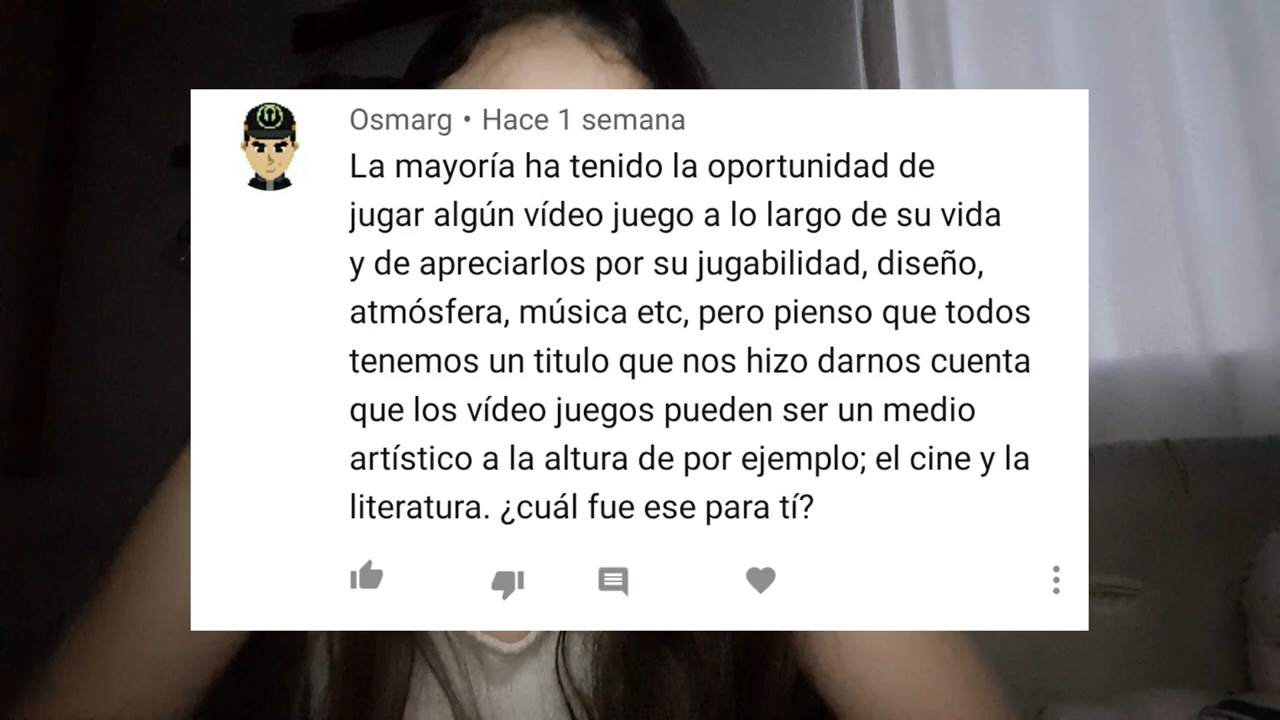 Osmarg • Hace 1 semana
La mayoría ha tenido la oportunidad de
jugar algún vídeo juego a lo largo de su vida
y de apreciarlos por su jugabilidad, diseño,
atmósfera, música etc, pero pienso que todos
tenemos un titulo que nos hizo darnos cuenta
que los vídeo juegos pueden ser un medio
artístico a la altura de por ejemplo; el cine y la
literatura. ¿cuál fue ese para tí?